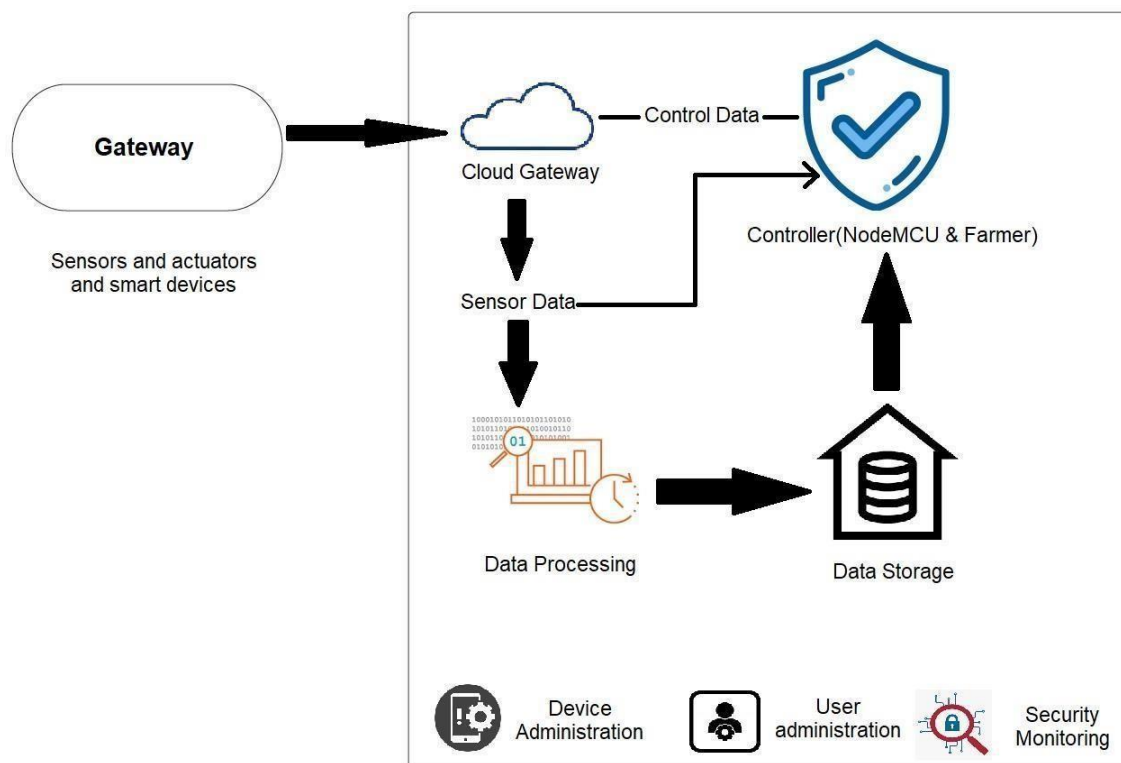 Gateway
Sensors and actuators
and smart devices
Cloud Gateway
Control Data
Controller(NodeMCU & Farmer)
Sensor Data
1000101011010101101010
01
Data Processing
Data Storage
Device
Administration
User
administration
Security
Monitoring